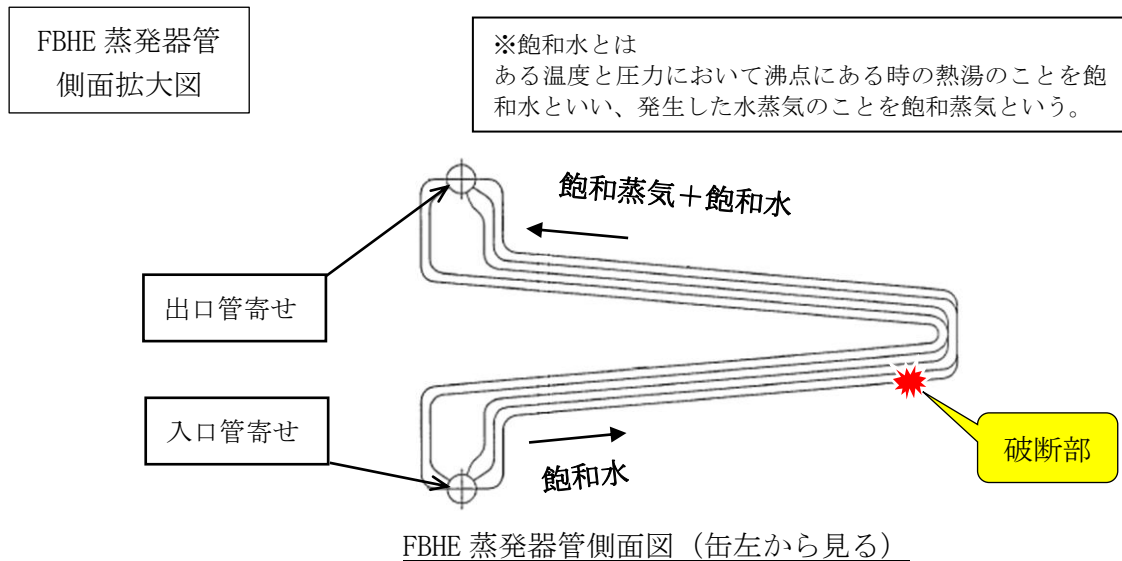 FBHE 蒸発器管
側面拡大図
※飽和水とは
ある温度と圧力において沸点にある時の熱湯のことを飽
和水といい、発生した水蒸気のことを飽和蒸気という。
飽和蒸気＋飽和水
出口管寄せ
入口管寄せ
飽和水
破断部
FBHE 蒸発器管側面図（缶左から見る）